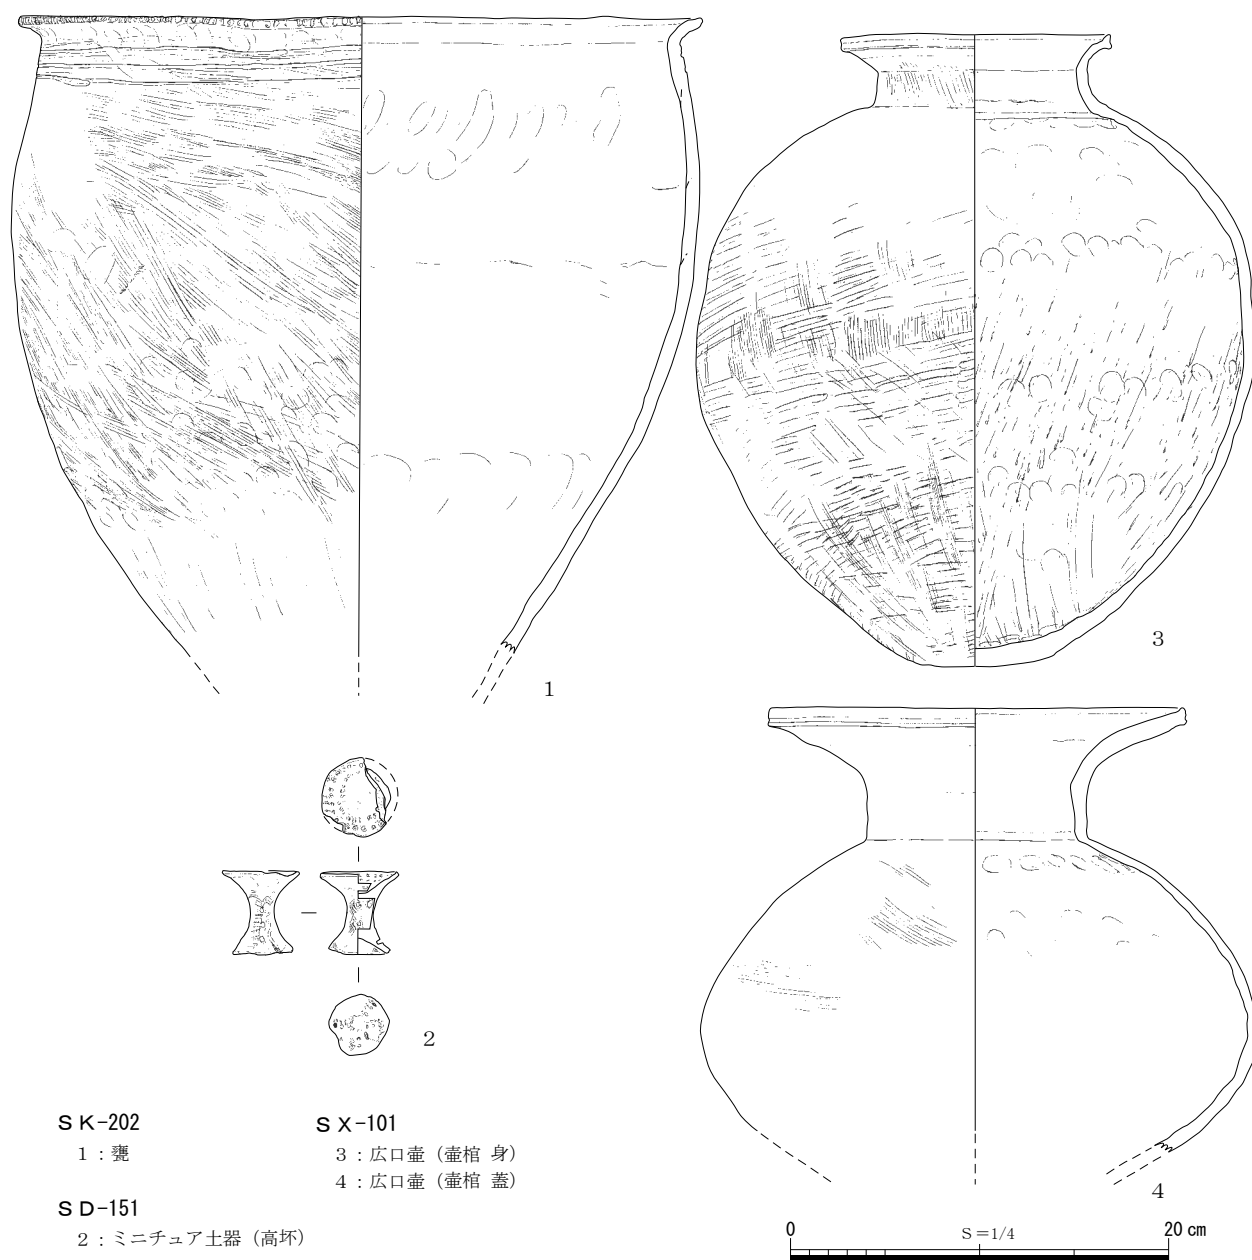 1
3
2
4
ＳＫ-202
1：甕
ＳＤ-151
2：ミニチュア土器（高坏）
ＳＸ-101
3：広口壷（壷棺 身）
4：広口壷（壷棺 蓋）
0 S＝1/4 20 cm